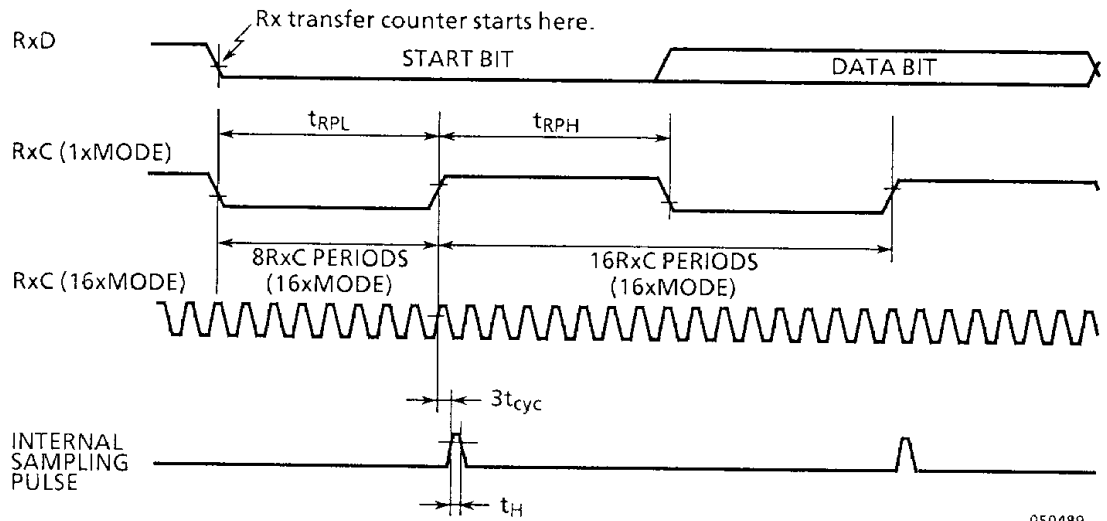 Rx transfer counter starts here.
RxD
START BIT
DATA BIT
tRPL
tRPH
RxC (1xMODE)
8RxC PERIODS
(16xMODE)
16RxC PERIODS
(16xMODE)
RxC (16xMODE)
3tcyc
INTERNAL
SAMPLING
PULSE
tH
050489